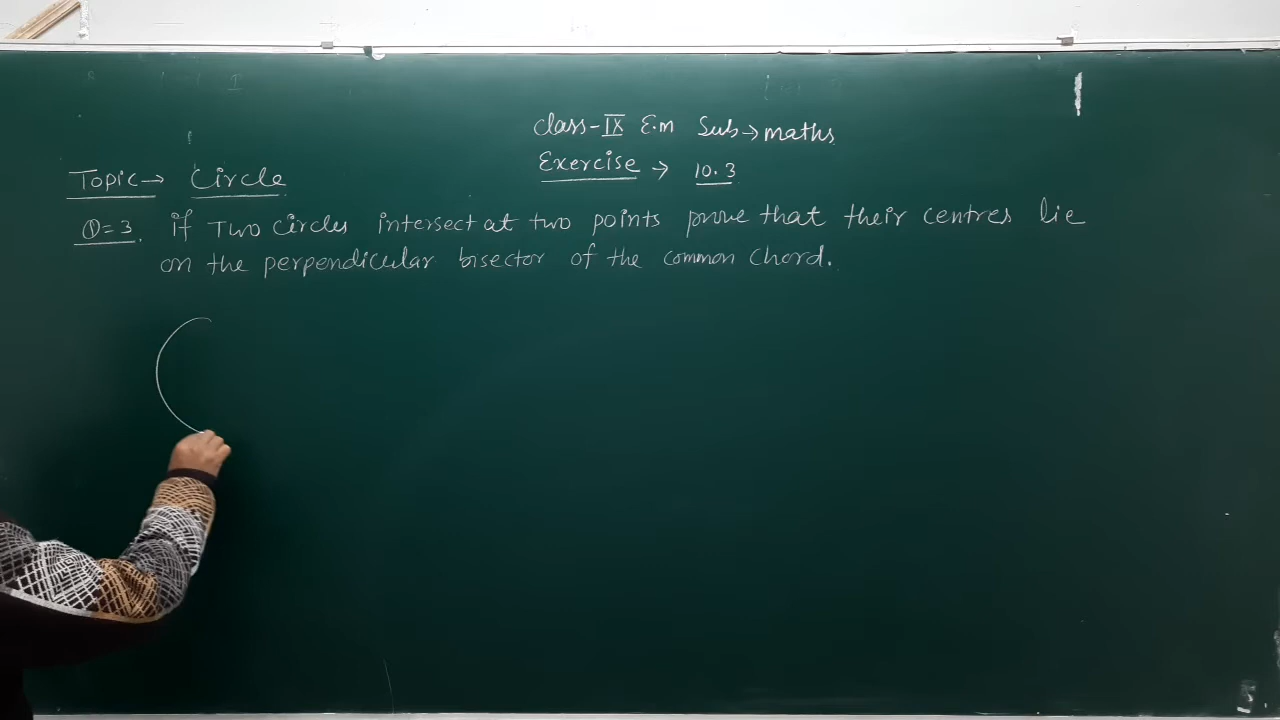 Class-IX E.m Sub→maths
Exercise → 10.3
Topic→ Circle
Q=3. if Two Circles intersect at two points prove that their centres lie
on the perpendicular bisector of the common Chord.